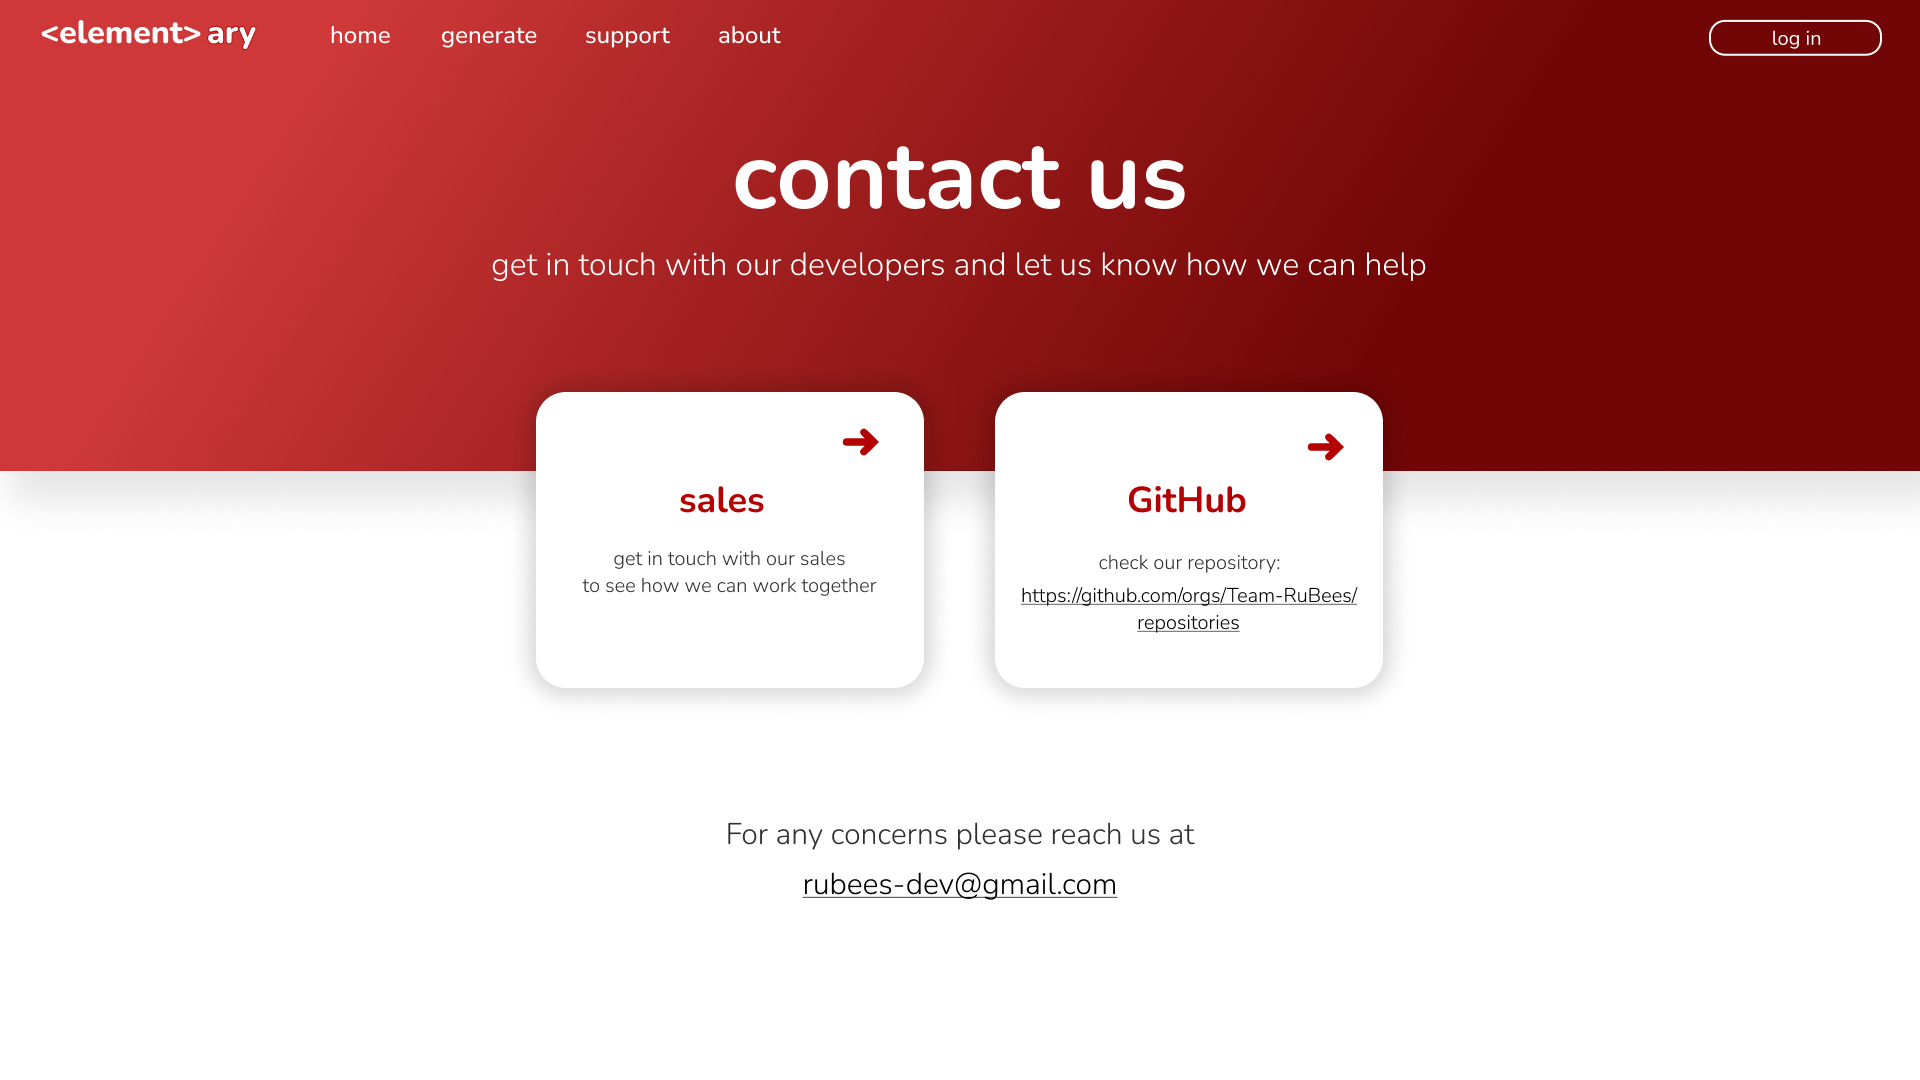 <element> ary
home
generate
support
about
log in
contact us
get in touch with our developers and let us know how we can help
sales
get in touch with our sales
to see how we can work together
GitHub
check our repository:
https://github.com/orgs/Team-RuBees/
repositories
For any concerns please reach us at
rubees-dev@gmail.com